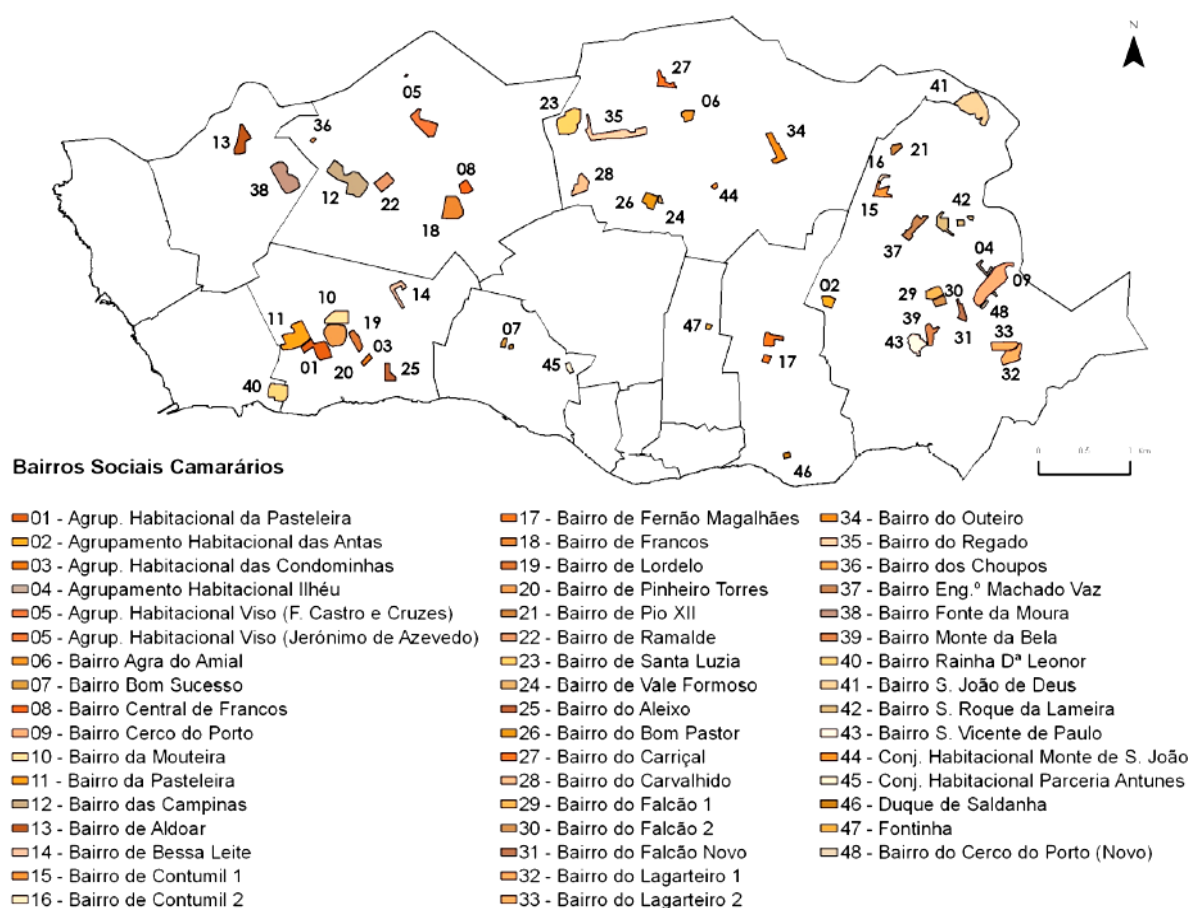 N
27
05
41
23
35
06
13
36
34
21
16
38
28
08
12
22
44
15
26
24
42
18
37
04
09
02
14
29
30
10
11
48
19
07
47
39
31
33
03
43
01
20
17
25
45
32
40
46
0 0.5 1 Km
Bairros Sociais Camarários
01 - Agrup. Habitacional da Pasteleira
02 - Agrupamento Habitacional das Antas
03 - Agrup. Habitacional das Condominhas
04 - Agrupamento Habitacional Ilhéu
05 - Agrup. Habitacional Viso (F. Castro e Cruzes)
05 - Agrup. Habitacional Viso (Jerónimo de Azevedo)
06 - Bairro Agra do Amial
07 - Bairro Bom Sucesso
08 - Bairro Central de Francos
09 - Bairro Cerco do Porto
10 - Bairro da Mouteira
11 - Bairro da Pasteleira
12 - Bairro das Campinas
13 - Bairro de Aldoar
14 - Bairro de Bessa Leite
15 - Bairro de Contumil 1
16 - Bairro de Contumil 2
17 - Bairro de Fernão Magalhães
18 - Bairro de Francos
19 - Bairro de Lordelo
20 - Bairro de Pinheiro Torres
21 - Bairro de Pio XII
22 - Bairro de Ramalde
23 - Bairro de Santa Luzia
24 - Bairro de Vale Formoso
25 - Bairro do Aleixo
26 - Bairro do Bom Pastor
27 - Bairro do Carriçal
28 - Bairro do Carvalhido
29 - Bairro do Falcão 1
30 - Bairro do Falcão 2
31 - Bairro do Falcão Novo
32 - Bairro do Lagarteiro 1
33 - Bairro do Lagarteiro 2
34 - Bairro do Outeiro
35 - Bairro do Regado
36 - Bairro dos Choupos
37 - Bairro Eng.º Machado Vaz
38 - Bairro Fonte da Moura
39 - Bairro Monte da Bela
40 - Bairro Rainha Dª Leonor
41 - Bairro S. João de Deus
42 - Bairro S. Roque da Lameira
43 - Bairro S. Vicente de Paulo
44 - Conj. Habitacional Monte de S. João
45 - Conj. Habitacional Parceria Antunes
46 - Duque de Saldanha
47 - Fontinha
48 - Bairro do Cerco do Porto (Novo)